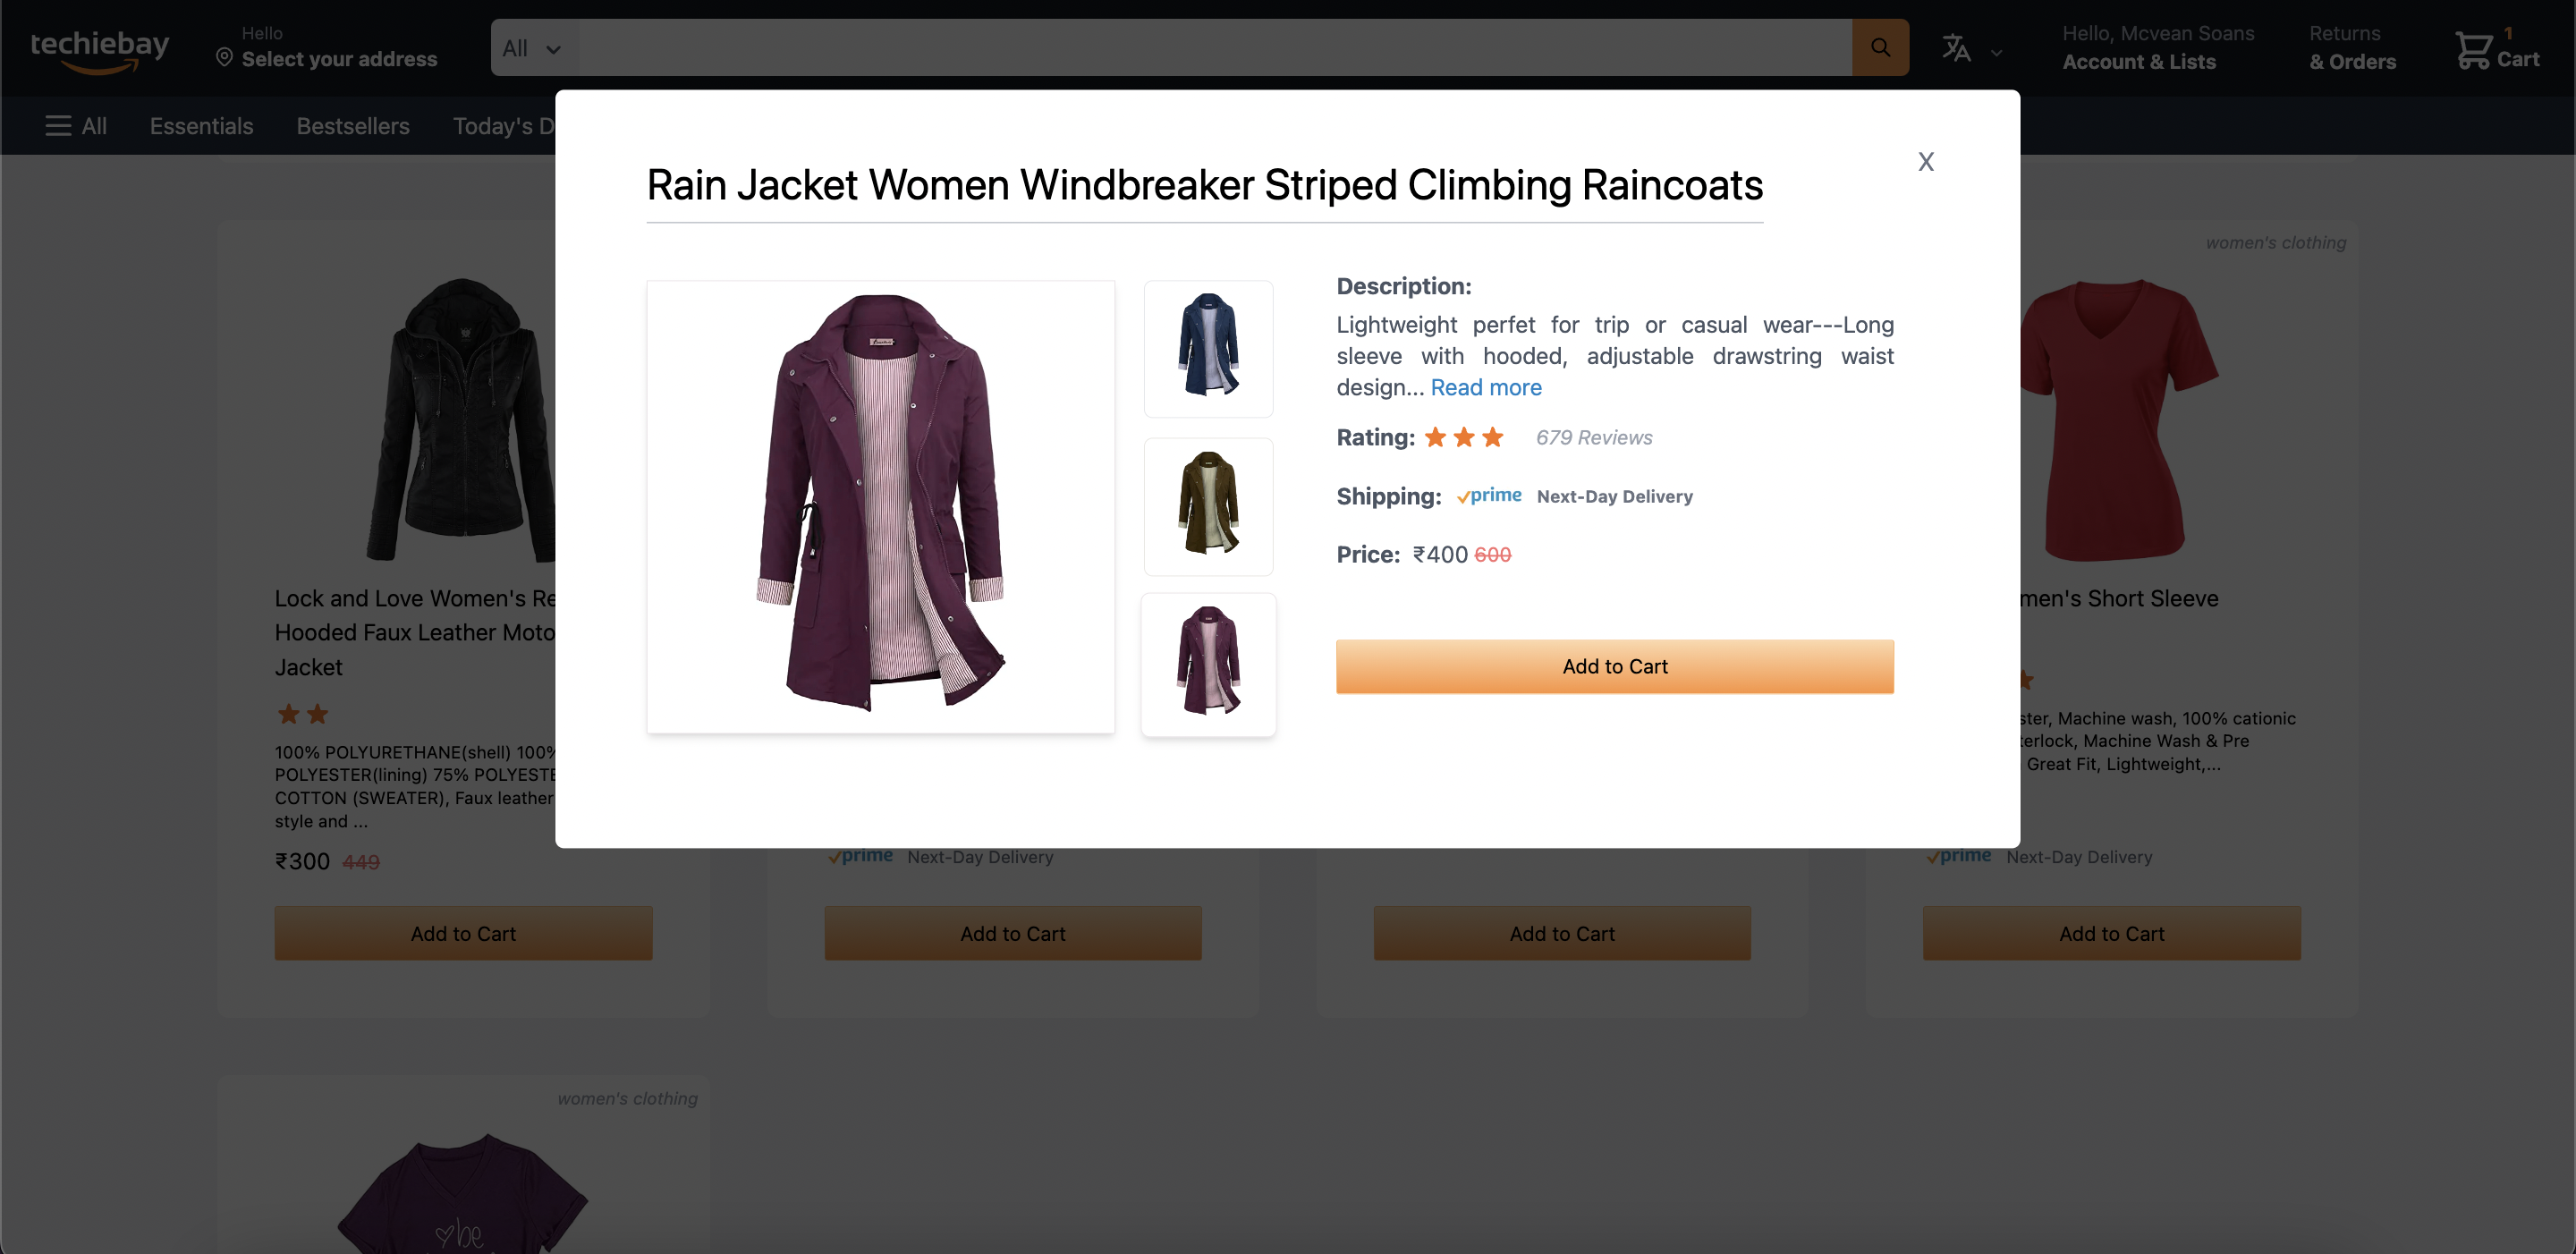 techiebay
Hello
Select your address
All
Hello, Mcvean Soans
Account & Lists
Returns
& Orders
1
Cart
All
Essentials
Bestsellers
Today's D
X
Rain Jacket Women Windbreaker Striped Climbing Raincoats
Description:
Lightweight perfet for trip or casual wear---Long
sleeve with hooded, adjustable drawstring waist
design... Read more
Rating:
679 Reviews
Shipping: prime Next-Day Delivery
Price: ₹400 600
Add to Cart
Lock and Love Women's Re
Hooded Faux Leather Moto
Jacket
100% POLYURETHANE(shell) 100%
POLYESTER(lining) 75% POLYESTE
COTTON (SWEATER), Faux leather
style and ...
₹300 449
Add to Cart
prime Next-Day Delivery
Add to Cart
Add to Cart
women's clothing
men's Short Sleeve
ster, Machine wash, 100% cationic
terlock, Machine Wash & Pre
Great Fit, Lightweight,...
prime Next-Day Delivery
Add to Cart
women's clothing
be